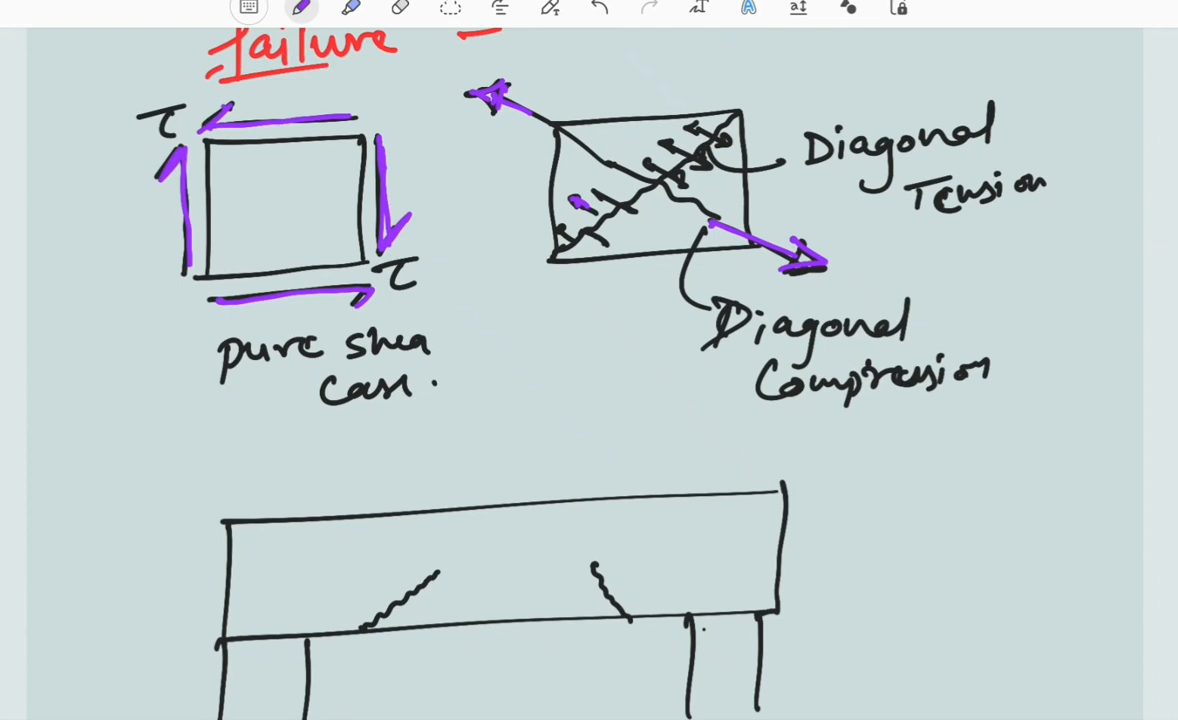 failure
τ
Diagonal
Tension
τ
pure shea
Case.
Diagonal
Compression